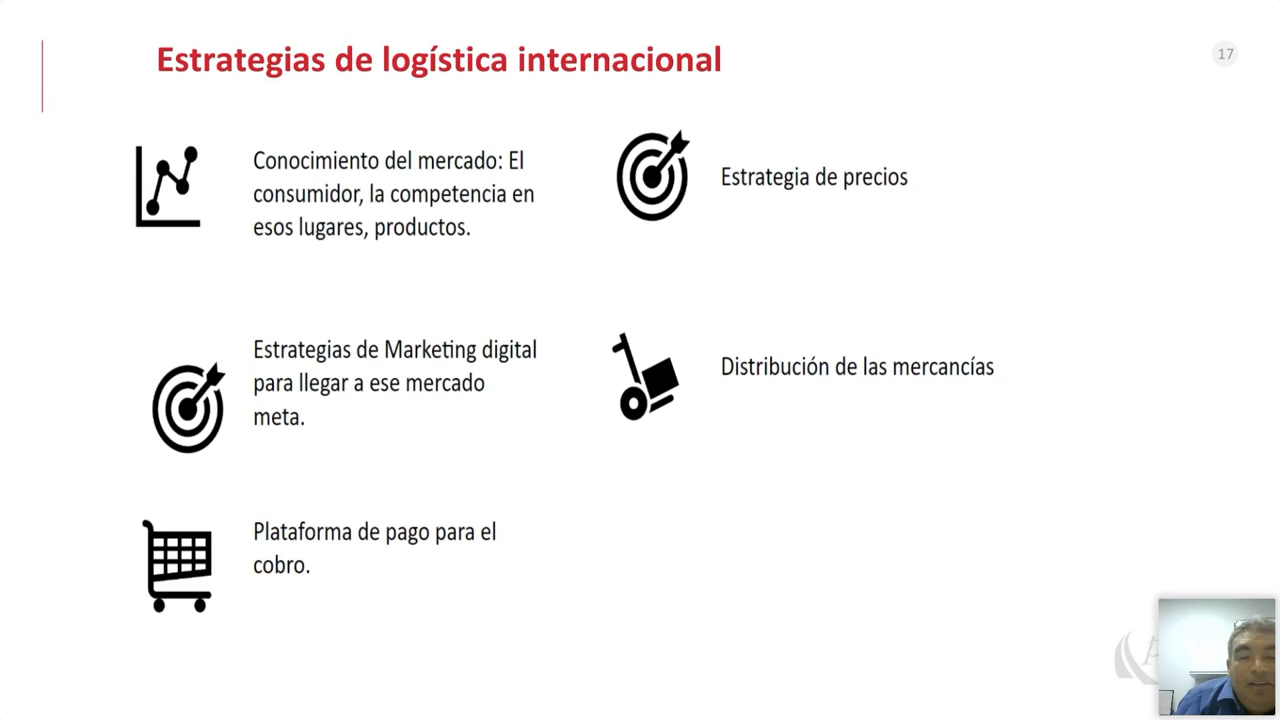 Estrategias de logística internacional
17
Conocimiento del mercado: El
consumidor, la competencia en
esos lugares, productos.
Estrategia de precios
Estrategias de Marketing digital
para llegar a ese mercado
meta.
Distribución de las mercancías
Plataforma de pago para el
cobro.